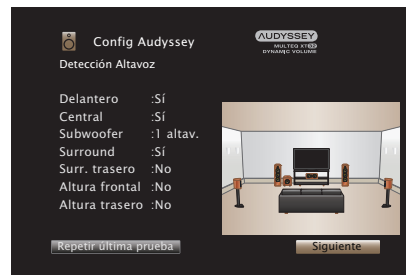 Config Audyssey
AUDYSSEY
MULTEQ XT32
DYNAMIC VOLUME
Detección Altavoz
Delantero :Sí
Central :Sí
Subwoofer :1 altav.
Surround :Sí
Surr. trasero :No
Altura frontal :No
Altura trasero :No
Repetir última prueba
Siguiente